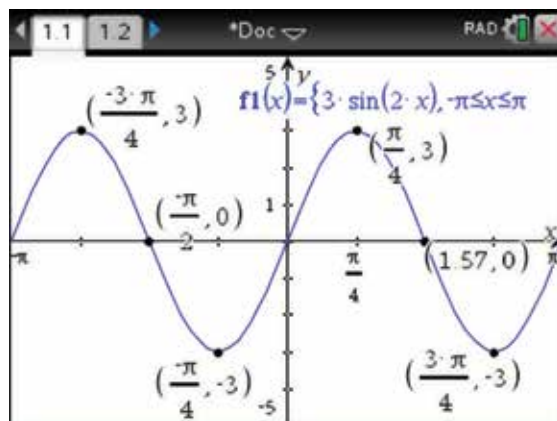 1.1 1.2 *Doc RAD
5 y
f1(x)={3·sin(2·x),-π≤x≤π
(-3·π/4, 3)
(π/4, 3)
(-π/2, 0)
1
x
-π
π/4
(1.57,0)
π
(-π/4, -3)
(3·π/4, -3)
-5